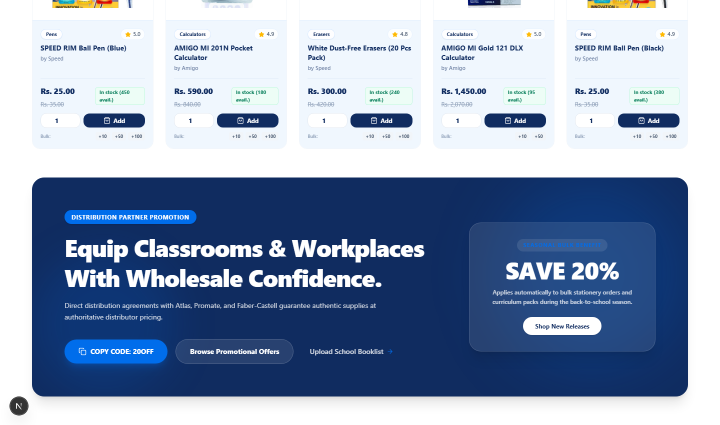 Pens 5.0
SPEED RIM Ball Pen (Blue)
by Speed
Rs. 25.00
Rs. 35.00
In stock (450 avail.)
1
Add
Bulk: +10 +50 +100
Calculators 4.9
AMIGO MI 201N Pocket
Calculator
by Amigo
Rs. 590.00
Rs. 840.00
In stock (180 avail.)
1
Add
Bulk: +10 +50 +100
Erasers 4.8
White Dust-Free Erasers (20 Pcs
Pack)
by Speed
Rs. 300.00
Rs. 420.00
In stock (240 avail.)
1
Add
Bulk: +10 +50 +100
Calculators 5.0
AMIGO MI Gold 121 DLX
Calculator
by Amigo
Rs. 1,450.00
Rs. 2,070.00
In stock (95 avail.)
1
Add
Bulk: +10 +50
Pens 4.9
SPEED RIM Ball Pen (Black)
by Speed
Rs. 25.00
Rs. 35.00
In stock (390 avail.)
1
Add
Bulk: +10 +50 +100
DISTRIBUTION PARTNER PROMOTION
Equip Classrooms & Workplaces
With Wholesale Confidence.
Direct distribution agreements with Atlas, Promate, and Faber-Castell guarantee authentic supplies at
authoritative distributor pricing.
COPY CODE: 20OFF
Browse Promotional Offers
Upload School Booklist
SAVE 20%
Applies automatically to bulk stationery orders and
curriculum packs during the back-to-school season.
Shop New Releases
N